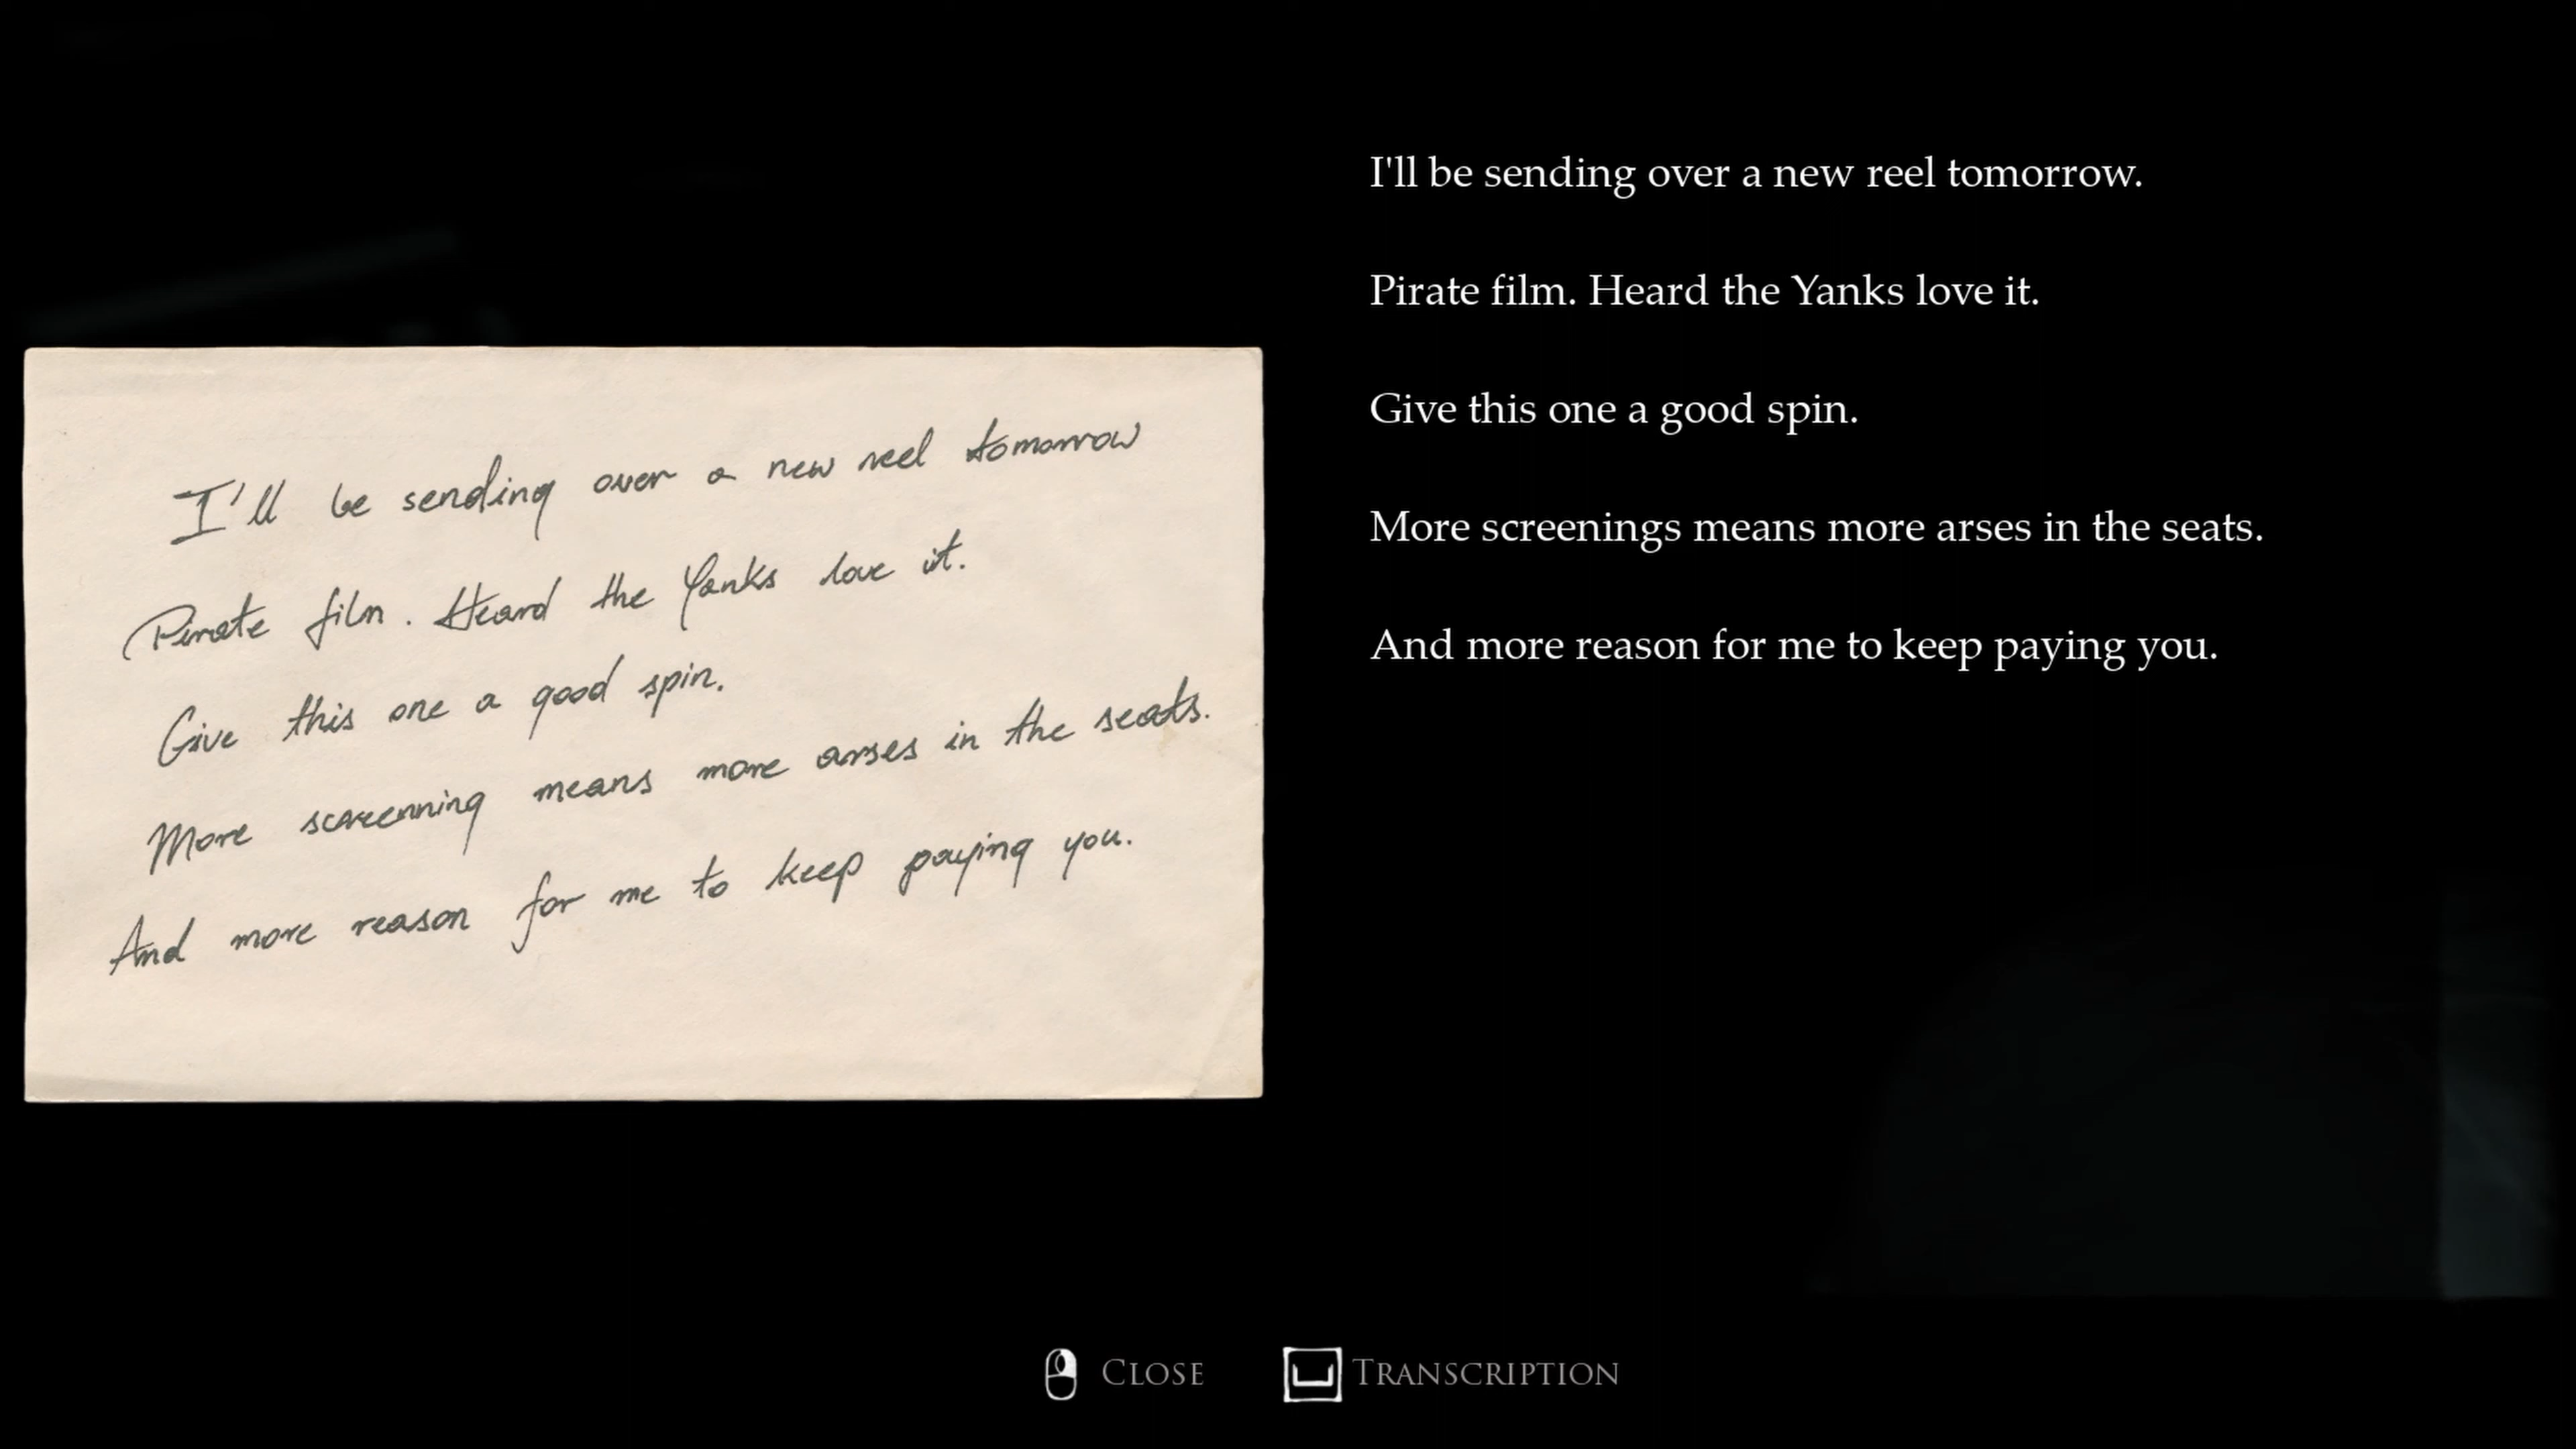 I'll be sending over a new reel tomorrow
Pirate film. Heard the Yanks love it.
Give this one a good spin.
More screenning means more arses in the seats.
And more reason for me to keep paying you.
I'll be sending over a new reel tomorrow.
Pirate film. Heard the Yanks love it.
Give this one a good spin.
More screenings means more arses in the seats.
And more reason for me to keep paying you.
CLOSE TRANSCRIPTION